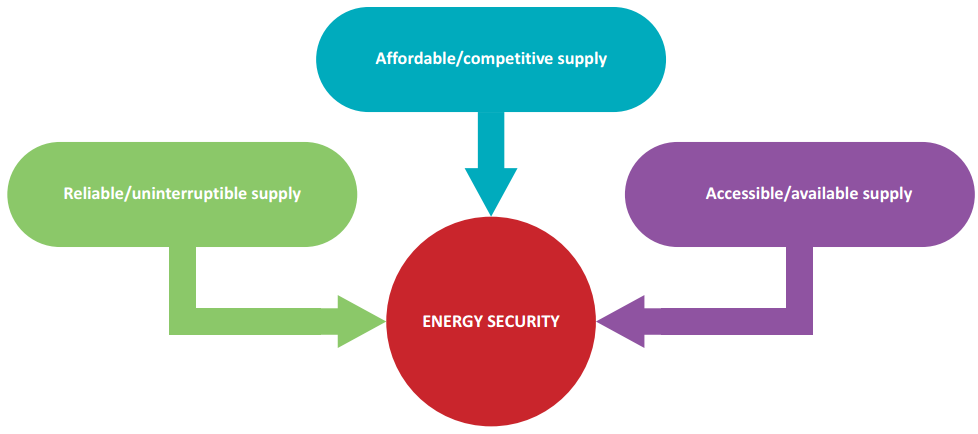 Affordable/competitive supply
Reliable/uninterruptible supply
Accessible/available supply
ENERGY SECURITY